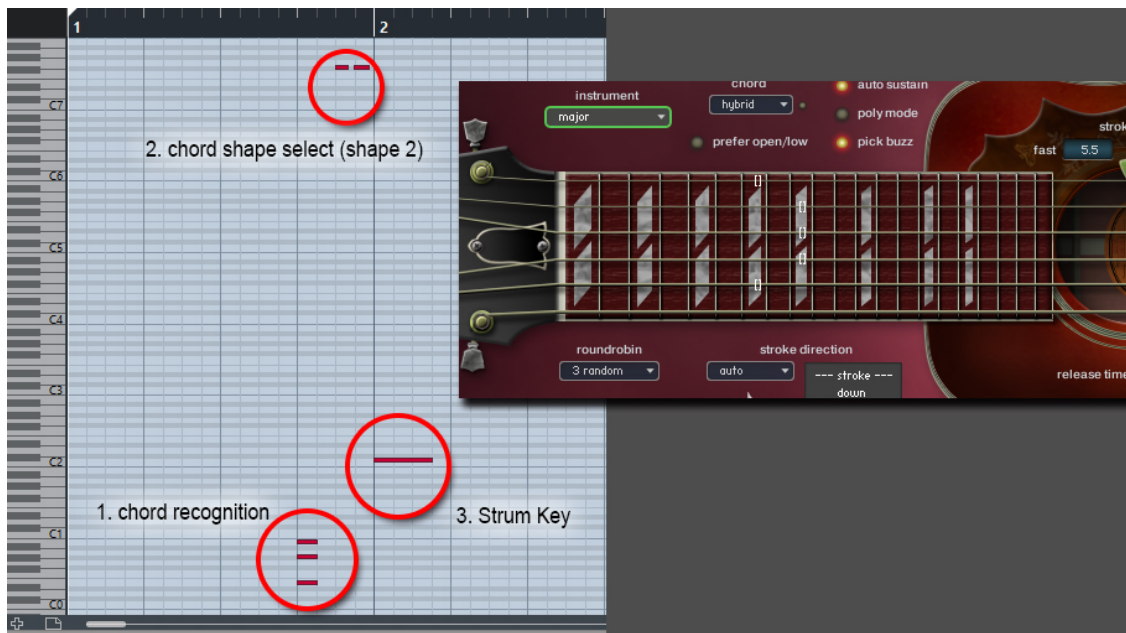 1
2
C7
2. chord shape select (shape 2)
C6
C5
C4
C3
C2
1. chord recognition
3. Strum Key
C1
C0
instrument
major
chord
hybrid
auto sustain
poly mode
prefer open/low
pick buzz
strok
fast 5.5
[]
[]
[]
[]
[]
roundrobin
3 random
stroke direction
auto
--- stroke ---
down
release time